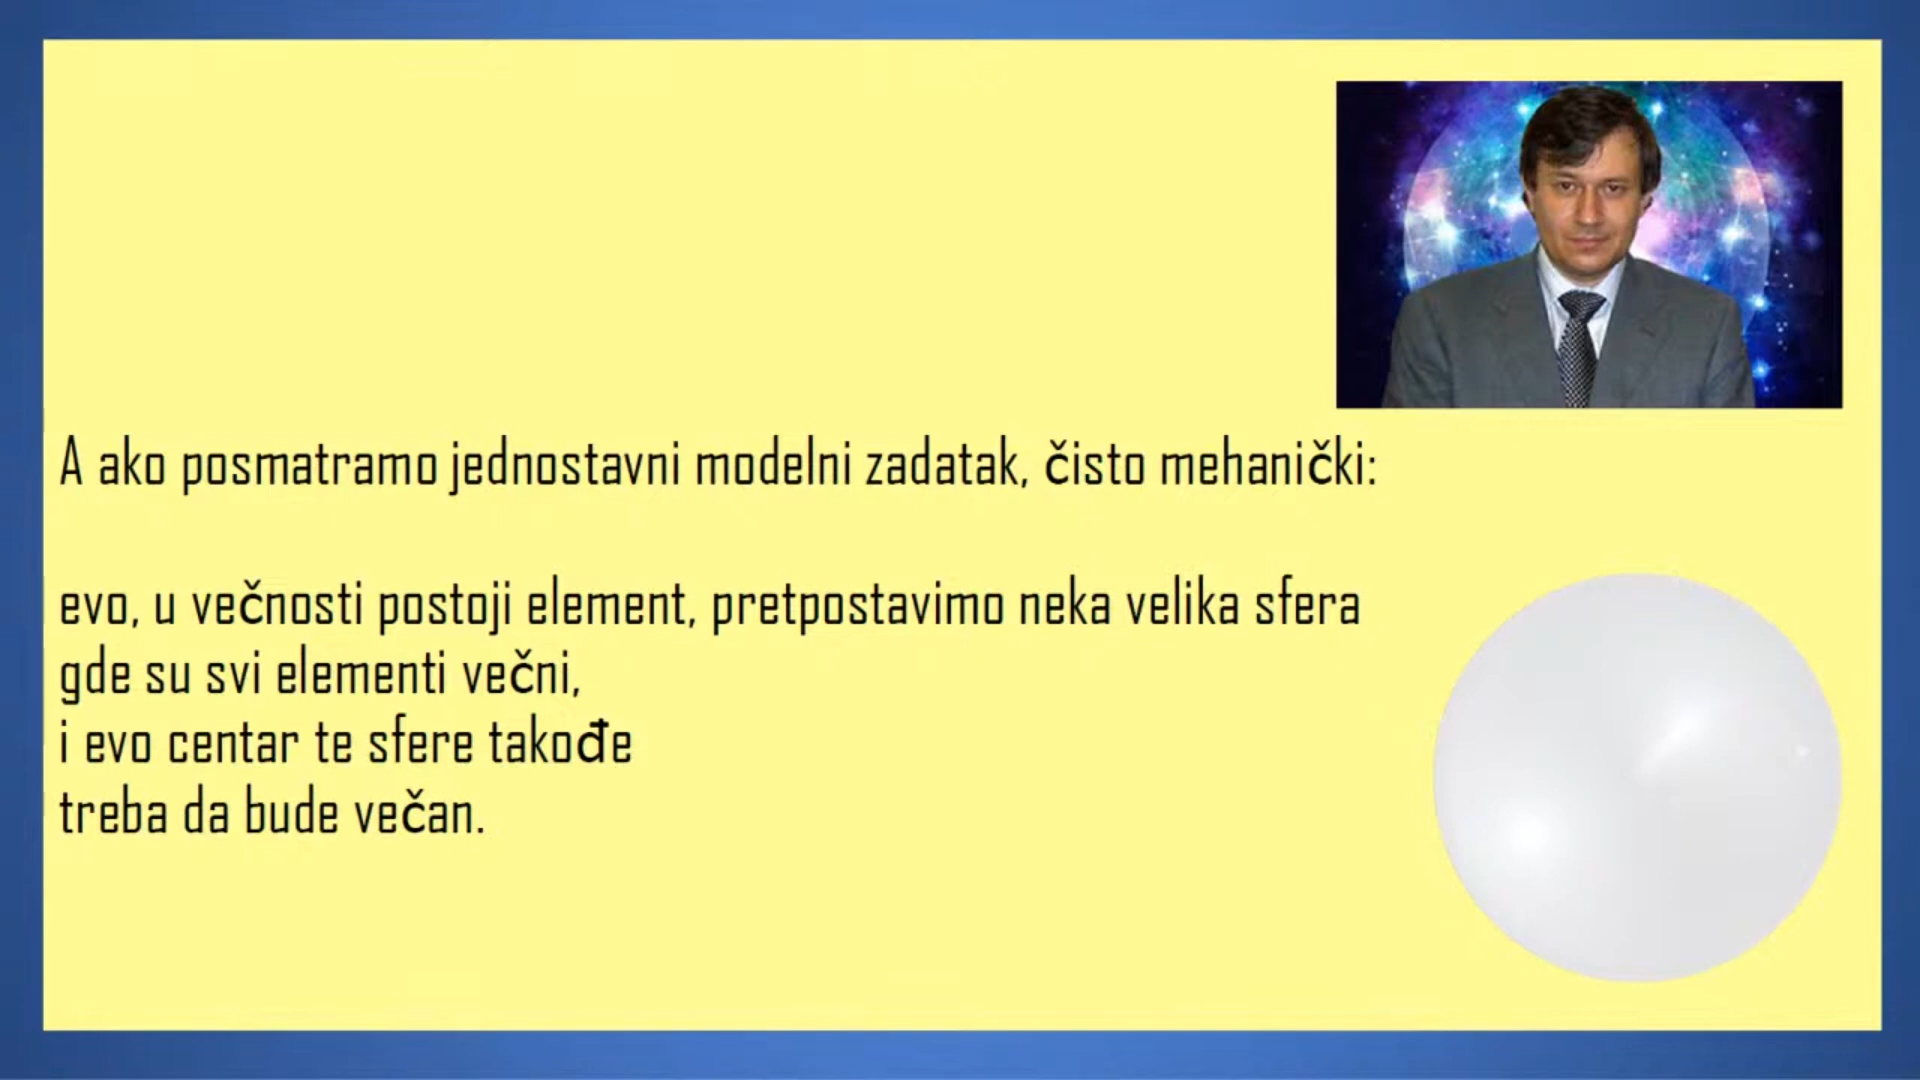 A ako posmatramo jednostavni modelni zadatak, čisto mehanički:
evo, u večnosti postoji element, pretpostavimo neka velika sfera
gde su svi elementi večni,
i evo centar te sfere takođe
treba da bude večan.